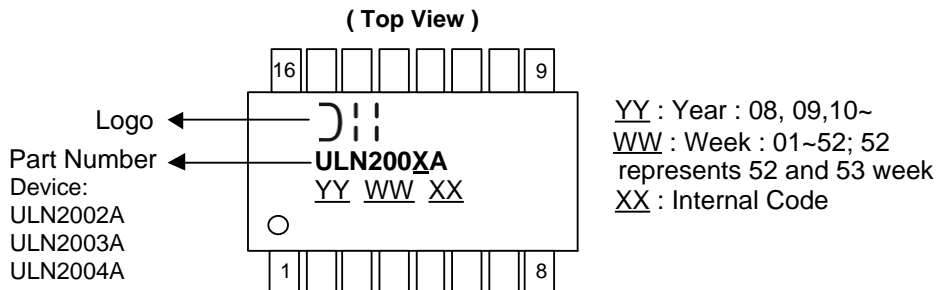 ( Top View )
16 9
Logo
Part Number
Device:
ULN2002A
ULN2003A
ULN2004A
ULN200XA
YY WW XX
1 8
YY : Year : 08, 09,10~
WW : Week : 01~52; 52
represents 52 and 53 week
XX : Internal Code